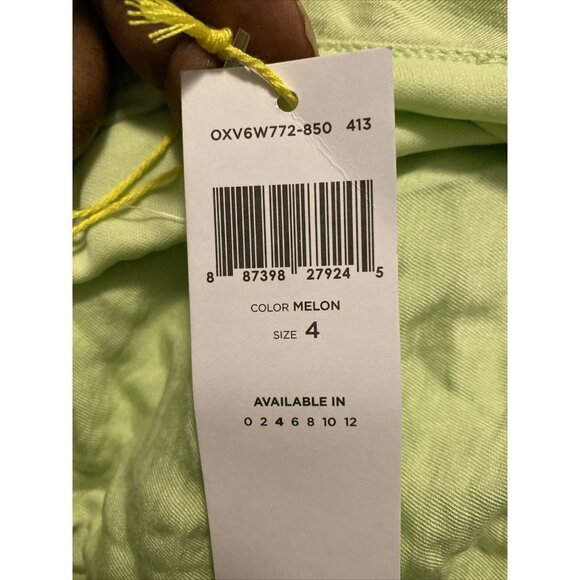 OXV6W772-850 413
8 87398 27924 5
COLOR MELON
SIZE 4
AVAILABLE IN
0 2 4 6 8 10 12